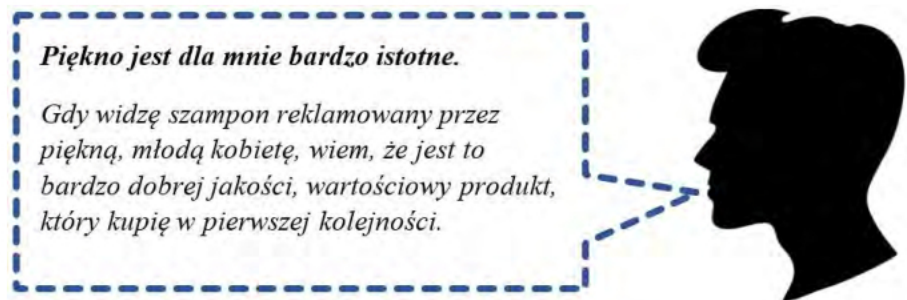 Piękno jest dla mnie bardzo istotne.
Gdy widzę szampon reklamowany przez
piękną, młodą kobietę, wiem, że jest to
bardzo dobrej jakości, wartościowy produkt,
który kupię w pierwszej kolejności.